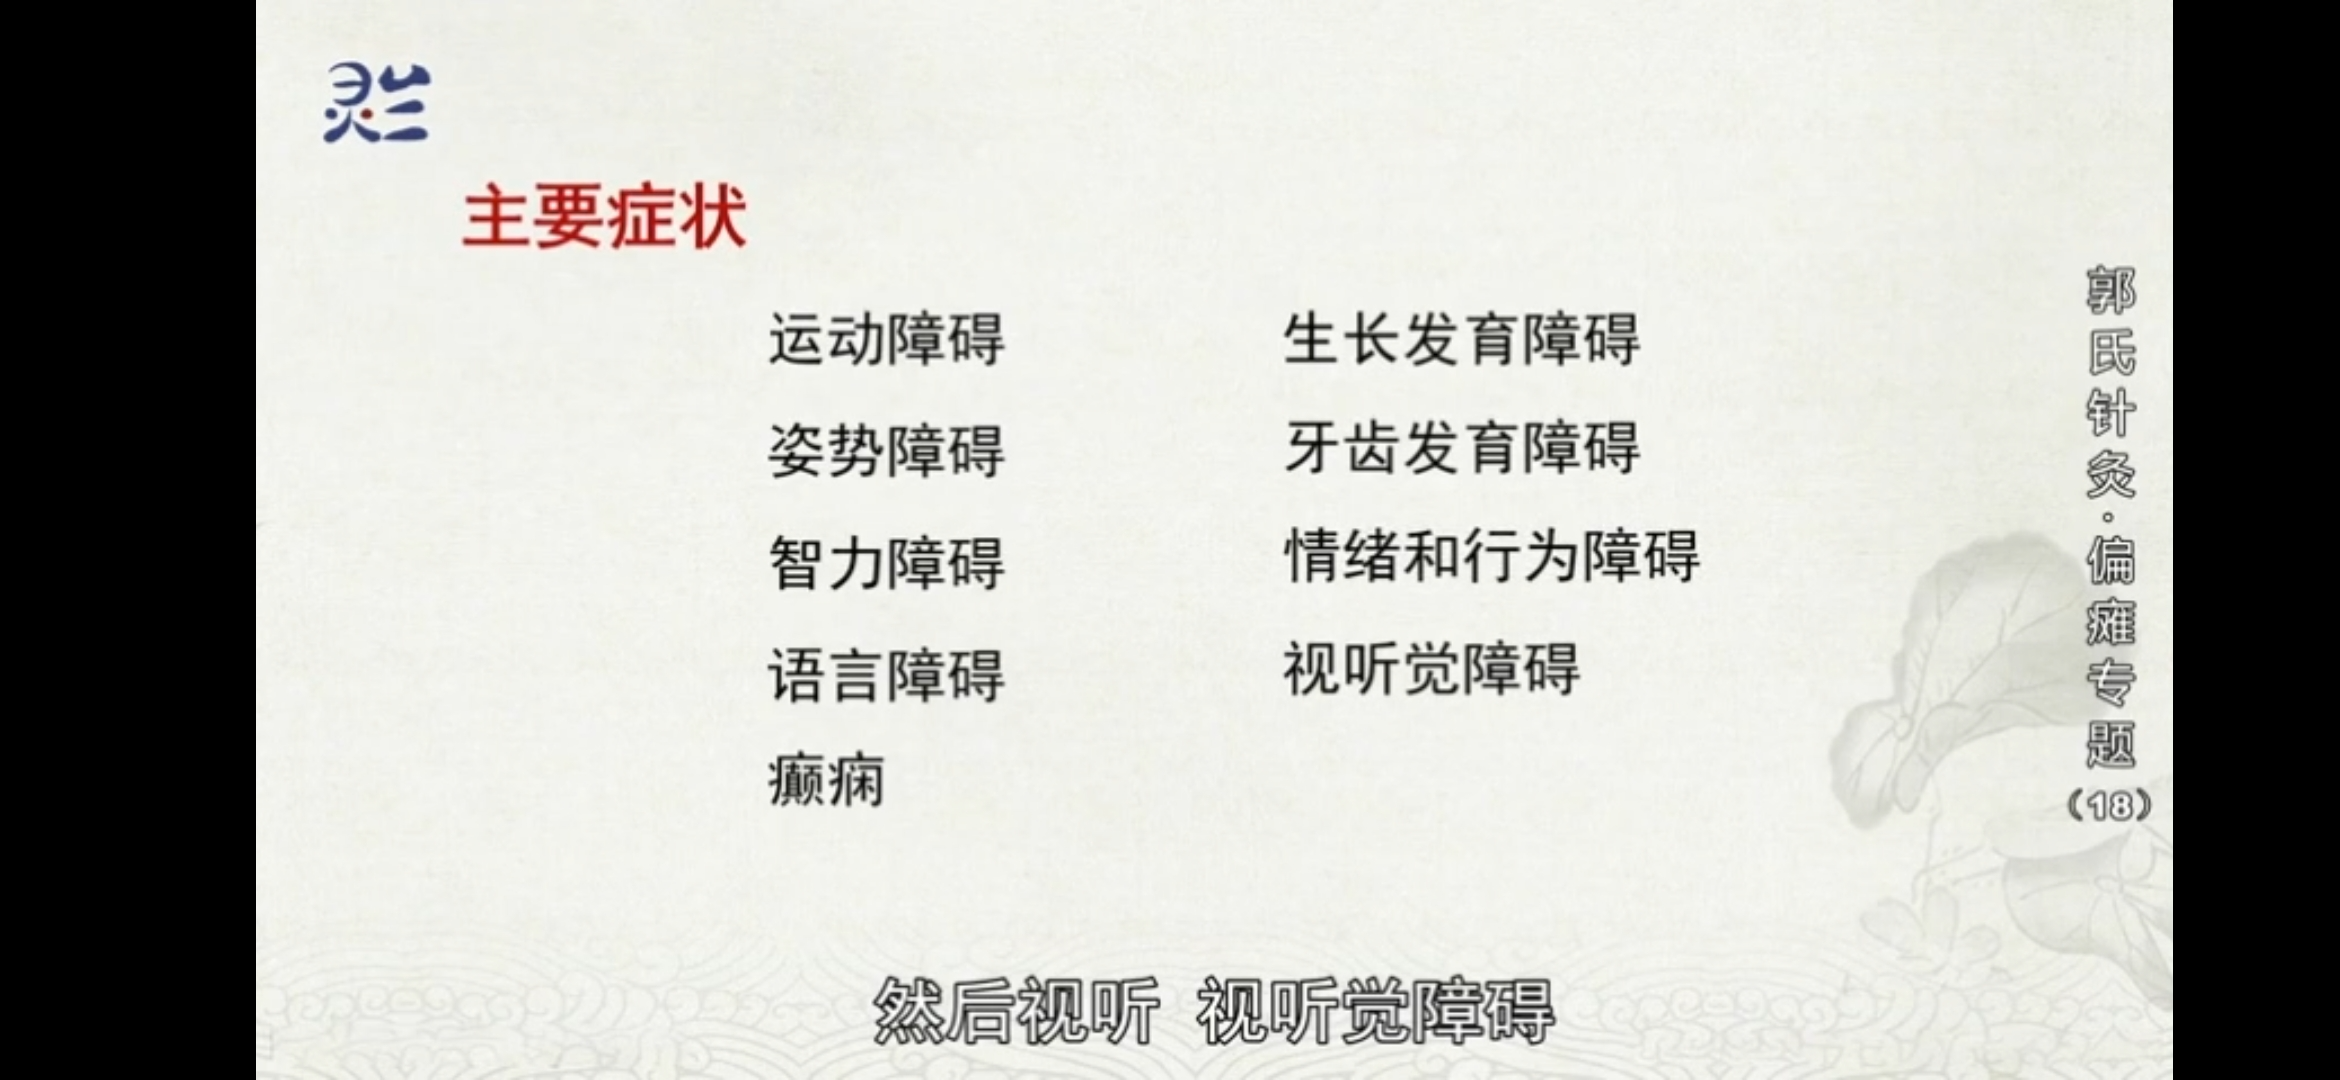 灵兰
主要症状
运动障碍
姿势障碍
智力障碍
语言障碍
癫痫
生长发育障碍
牙齿发育障碍
情绪和行为障碍
视听觉障碍
郭氏针灸·偏瘫专题(18)
然后视听 视听觉障碍